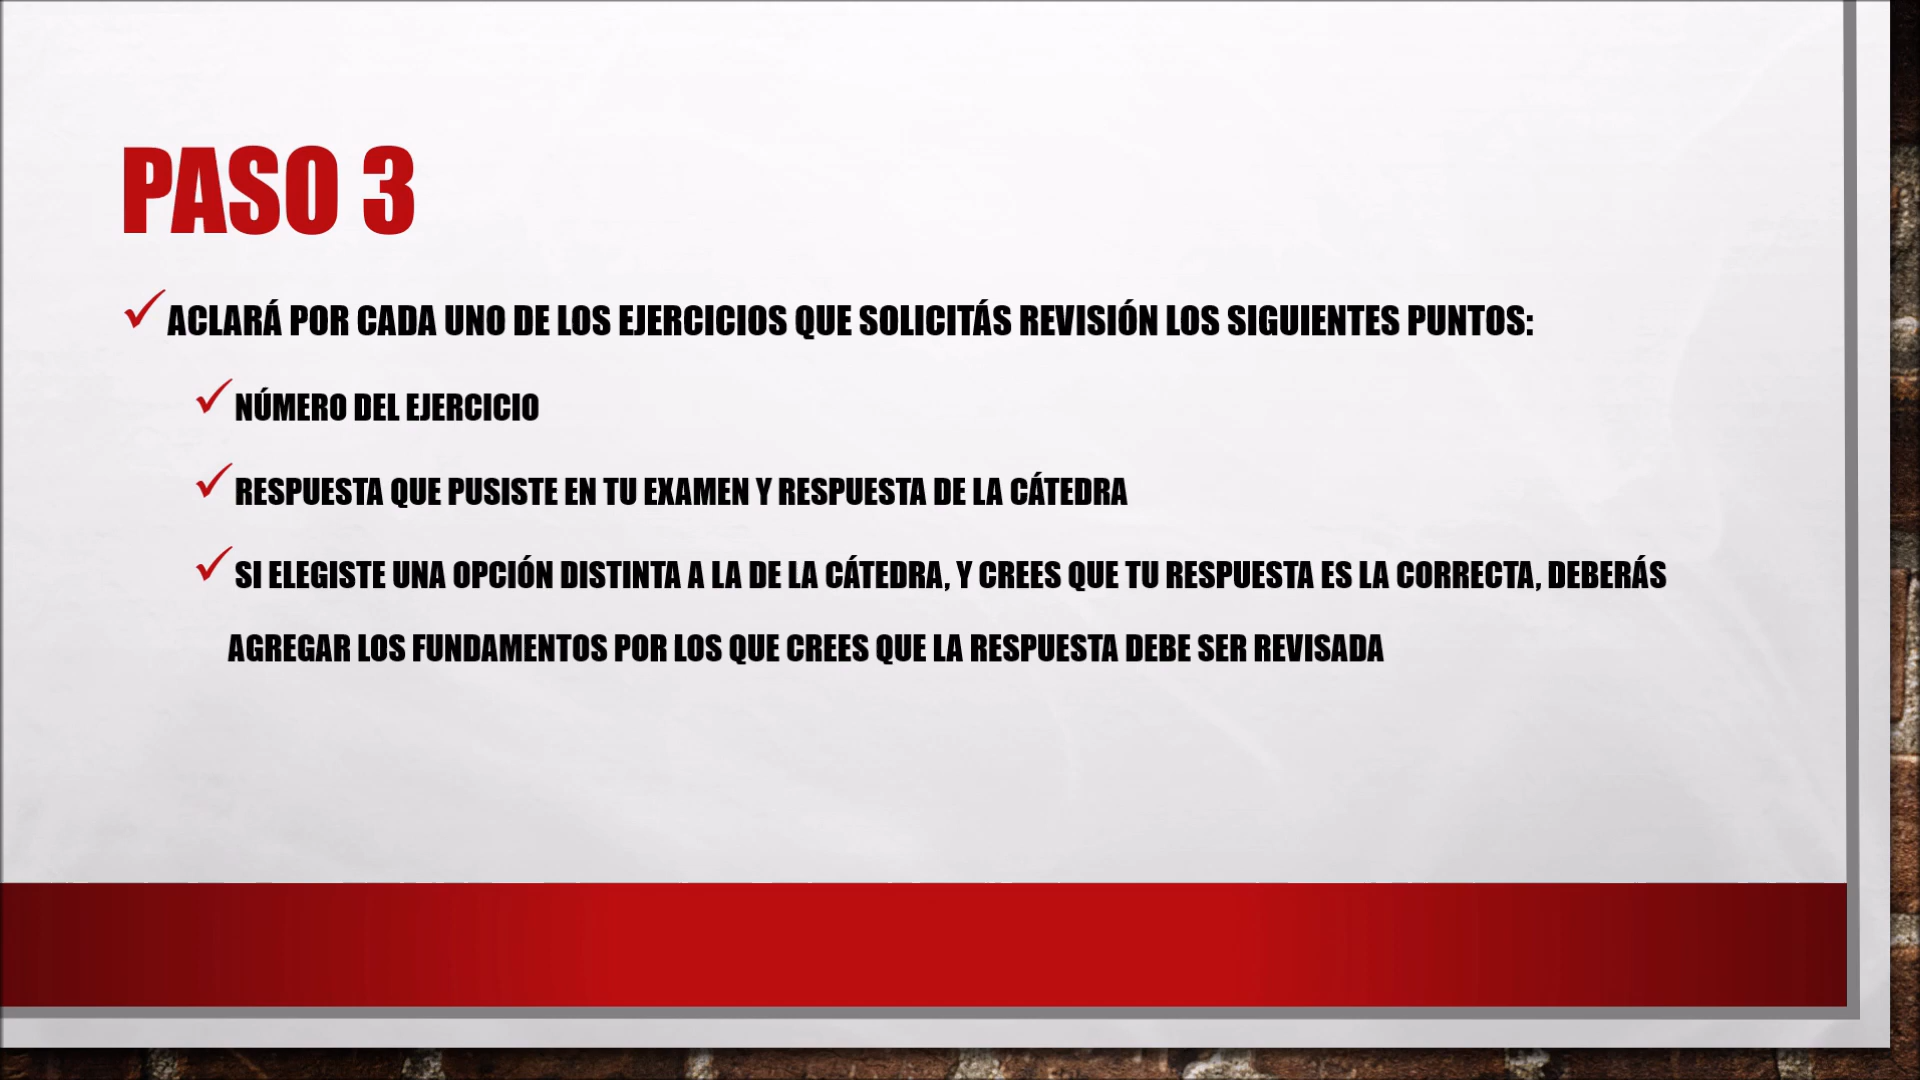 PASO 3
ACLARÁ POR CADA UNO DE LOS EJERCICIOS QUE SOLICITÁS REVISIÓN LOS SIGUIENTES PUNTOS:
NÚMERO DEL EJERCICIO
RESPUESTA QUE PUSISTE EN TU EXAMEN Y RESPUESTA DE LA CÁTEDRA
SI ELEGISTE UNA OPCIÓN DISTINTA A LA DE LA CÁTEDRA, Y CREES QUE TU RESPUESTA ES LA CORRECTA, DEBERÁS
AGREGAR LOS FUNDAMENTOS POR LOS QUE CREES QUE LA RESPUESTA DEBE SER REVISADA